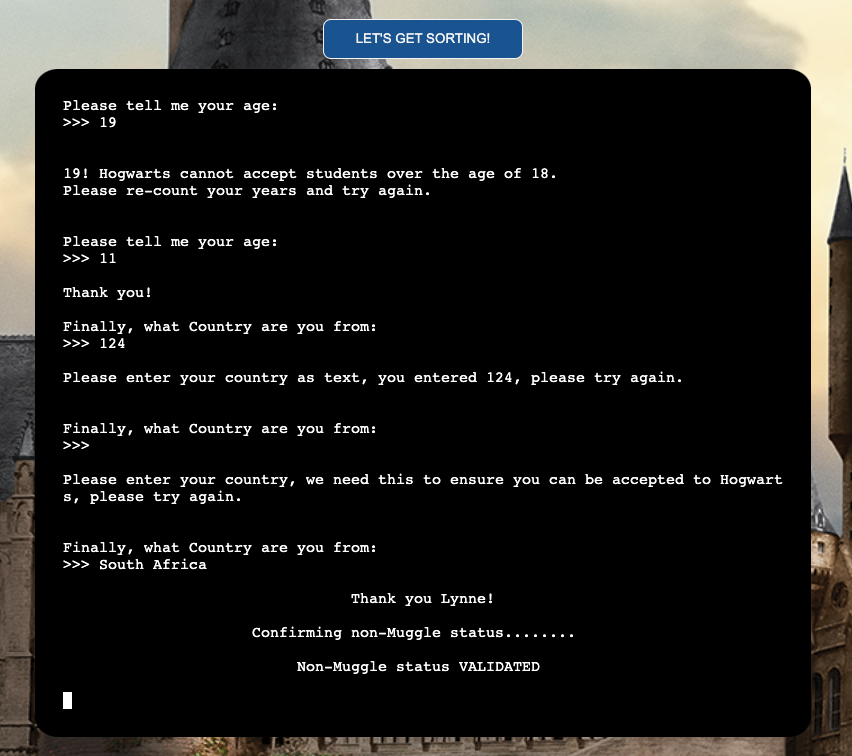 LET'S GET SORTING!
Please tell me your age:
>>> 19
19! Hogwarts cannot accept students over the age of 18.
Please re-count your years and try again.
Please tell me your age:
>>> 11
Thank you!
Finally, what Country are you from:
>>> 124
Please enter your country as text, you entered 124, please try again.
Finally, what Country are you from:
>>>
Please enter your country, we need this to ensure you can be accepted to Hogwart
s, please try again.
Finally, what Country are you from:
>>> South Africa
Thank you Lynne!
Confirming non-Muggle status........
Non-Muggle status VALIDATED